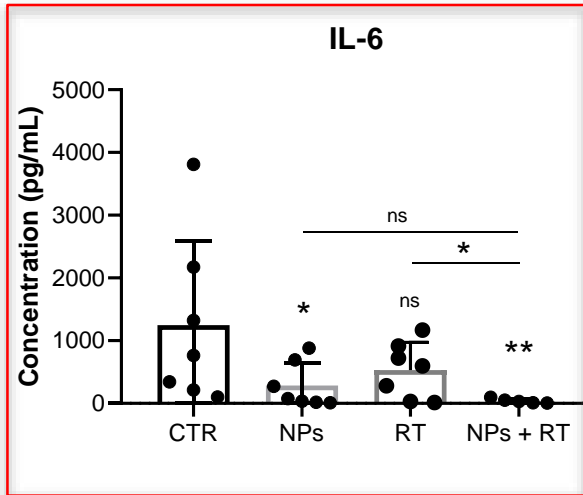 IL-6
Concentration (pg/mL)
5000
4000
3000
2000
1000
0
ns
*
ns
*
**
CTR NPs RT NPs + RT